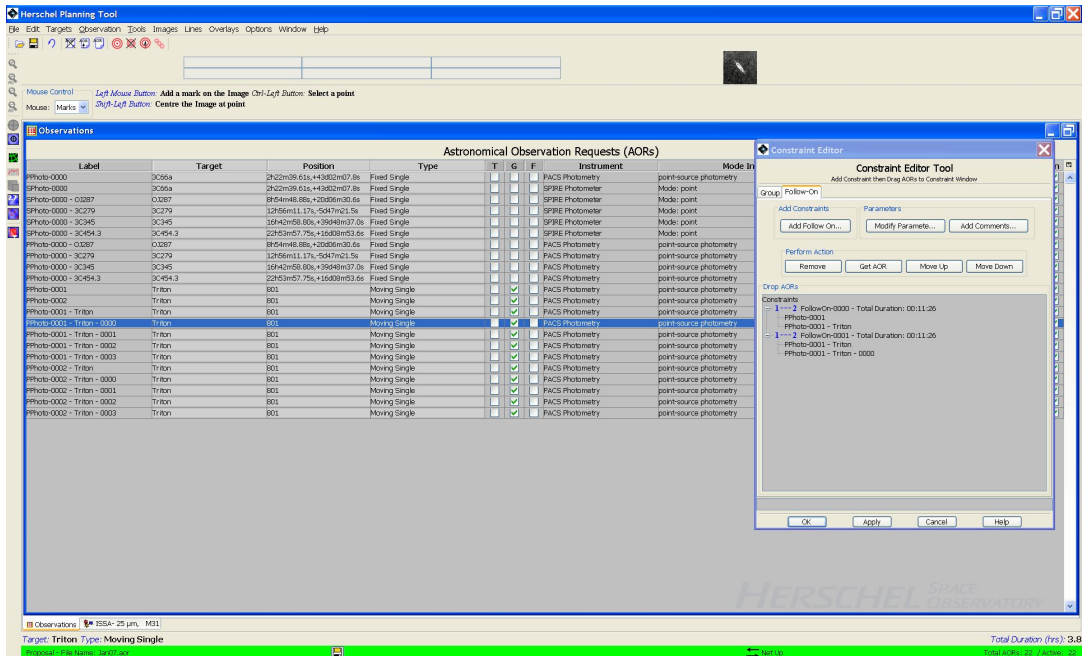 Herschel Planning Tool
File Edit Targets Observation Tools Images Lines Overlays Options Window Help
Mouse Control
Left Mouse Button: Add a mark on the Image Ctrl-Left Button: Select a point
Mouse: Marks
Shift-Left Button: Centre the Image at point
Observations
Astronomical Observation Requests (AORs)
Label Target Position Type T G F Instrument Mode In
PPhoto-0000 3C66a 2h22m39.61s,+43d02m07.8s Fixed Single PACS Photometry point-source photometry
SPhoto-0000 3C66a 2h22m39.61s,+43d02m07.8s Fixed Single SPIRE Photometer Mode: point
SPhoto-0000 - OJ287 OJ287 8h54m48.88s,+20d06m30.6s Fixed Single SPIRE Photometer Mode: point
SPhoto-0000 - 3C279 3C279 12h56m11.17s,-5d47m21.5s Fixed Single SPIRE Photometer Mode: point
SPhoto-0000 - 3C345 3C345 16h42m58.80s,+39d48m37.0s Fixed Single SPIRE Photometer Mode: point
SPhoto-0000 - 3C454.3 3C454.3 22h53m57.75s,+16d08m53.6s Fixed Single SPIRE Photometer Mode: point
PPhoto-0000 - OJ287 OJ287 8h54m48.88s,+20d06m30.6s Fixed Single PACS Photometry point-source photometry
PPhoto-0000 - 3C279 3C279 12h56m11.17s,-5d47m21.5s Fixed Single PACS Photometry point-source photometry
PPhoto-0000 - 3C345 3C345 16h42m58.80s,+39d48m37.0s Fixed Single PACS Photometry point-source photometry
PPhoto-0000 - 3C454.3 3C454.3 22h53m57.75s,+16d08m53.6s Fixed Single PACS Photometry point-source photometry
PPhoto-0001 Triton 801 Moving Single PACS Photometry point-source photometry
PPhoto-0002 Triton 801 Moving Single PACS Photometry point-source photometry
PPhoto-0001 - Triton Triton 801 Moving Single PACS Photometry point-source photometry
PPhoto-0001 - Triton - 0000 Triton 801 Moving Single PACS Photometry point-source photometry
PPhoto-0001 - Triton - 0001 Triton 801 Moving Single PACS Photometry point-source photometry
PPhoto-0001 - Triton - 0002 Triton 801 Moving Single PACS Photometry point-source photometry
PPhoto-0001 - Triton - 0003 Triton 801 Moving Single PACS Photometry point-source photometry
PPhoto-0002 - Triton Triton 801 Moving Single PACS Photometry point-source photometry
PPhoto-0002 - Triton - 0000 Triton 801 Moving Single PACS Photometry point-source photometry
PPhoto-0002 - Triton - 0001 Triton 801 Moving Single PACS Photometry point-source photometry
PPhoto-0002 - Triton - 0002 Triton 801 Moving Single PACS Photometry point-source photometry
PPhoto-0002 - Triton - 0003 Triton 801 Moving Single PACS Photometry point-source photometry
Constraint Editor
Constraint Editor Tool
Add Constraint then Drag AORs to Constraint Window
Group Follow-On
Add Constraints Parameters
Add Follow On... Modify Paramete... Add Comments...
Perform Action
Remove Get AOR Move Up Move Down
Drop AORs
Constraints
1---2 FollowOn-0000 - Total Duration: 00:11:26
PPhoto-0001
PPhoto-0001 - Triton
1---2 FollowOn-0001 - Total Duration: 00:11:26
PPhoto-0001 - Triton
PPhoto-0001 - Triton - 0000
OK Apply Cancel Help
HERSCHEL SPACE OBSERVATORY
Observations ISSA- 25 µm, M31
Target: Triton Type: Moving Single Total Duration (hrs): 3.8
Proposal - File Name: Jan07.aor Net Up Total AORs: 22 / Active: 22